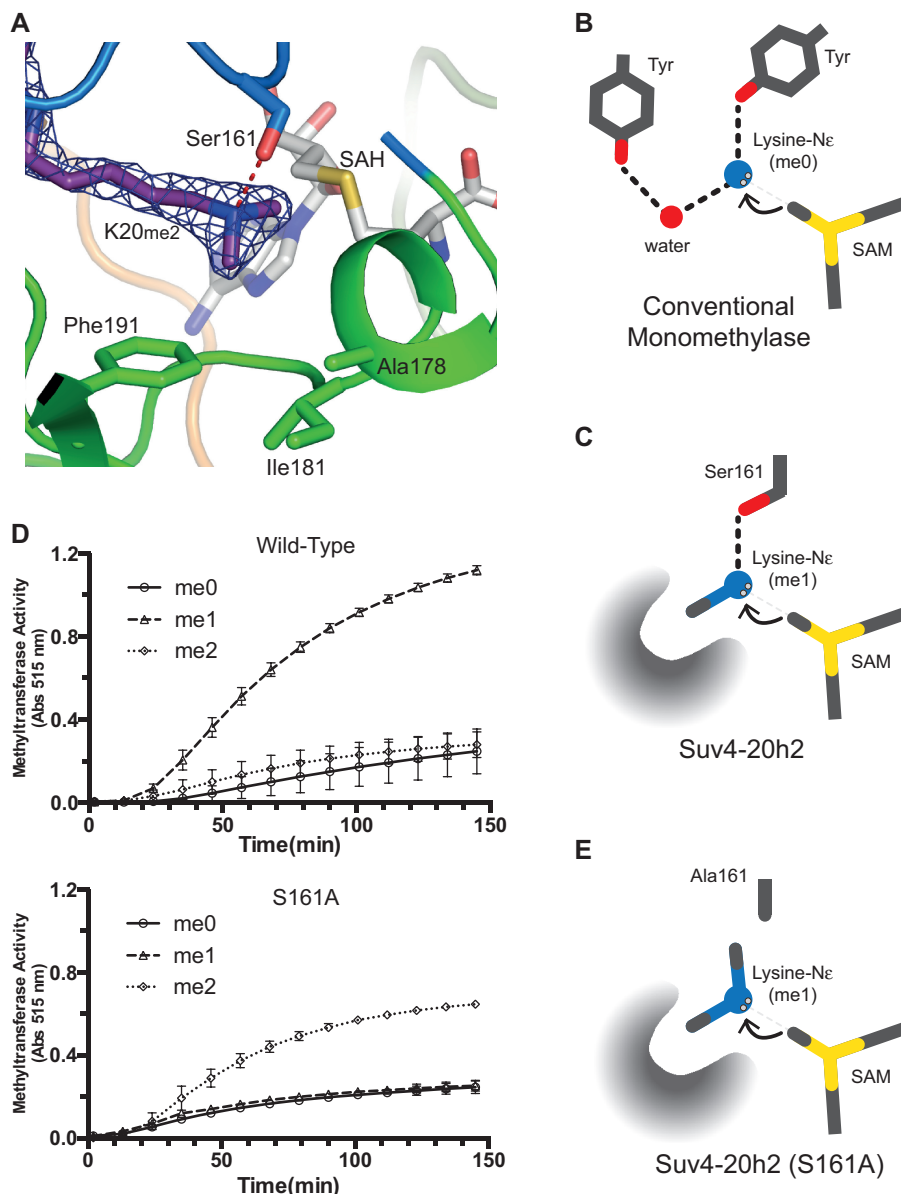 A
Ser161
SAH
K20me2
Phe191
Ala178
Ile181
B
Tyr
Tyr
Lysine-Nε
(me0)
water
SAM
Conventional
Monomethylase
C
Ser161
Lysine-Nε
(me1)
SAM
Suv4-20h2
D
Wild-Type
Methyltransferase Activity
(Abs 515 nm)
1.2
0.8
0.4
0.0
me0
me1
me2
0 50 100 150
Time(min)
S161A
Methyltransferase Activity
(Abs 515 nm)
1.2
0.8
0.4
0.0
me0
me1
me2
0 50 100 150
Time(min)
E
Ala161
Lysine-Nε
(me1)
SAM
Suv4-20h2 (S161A)